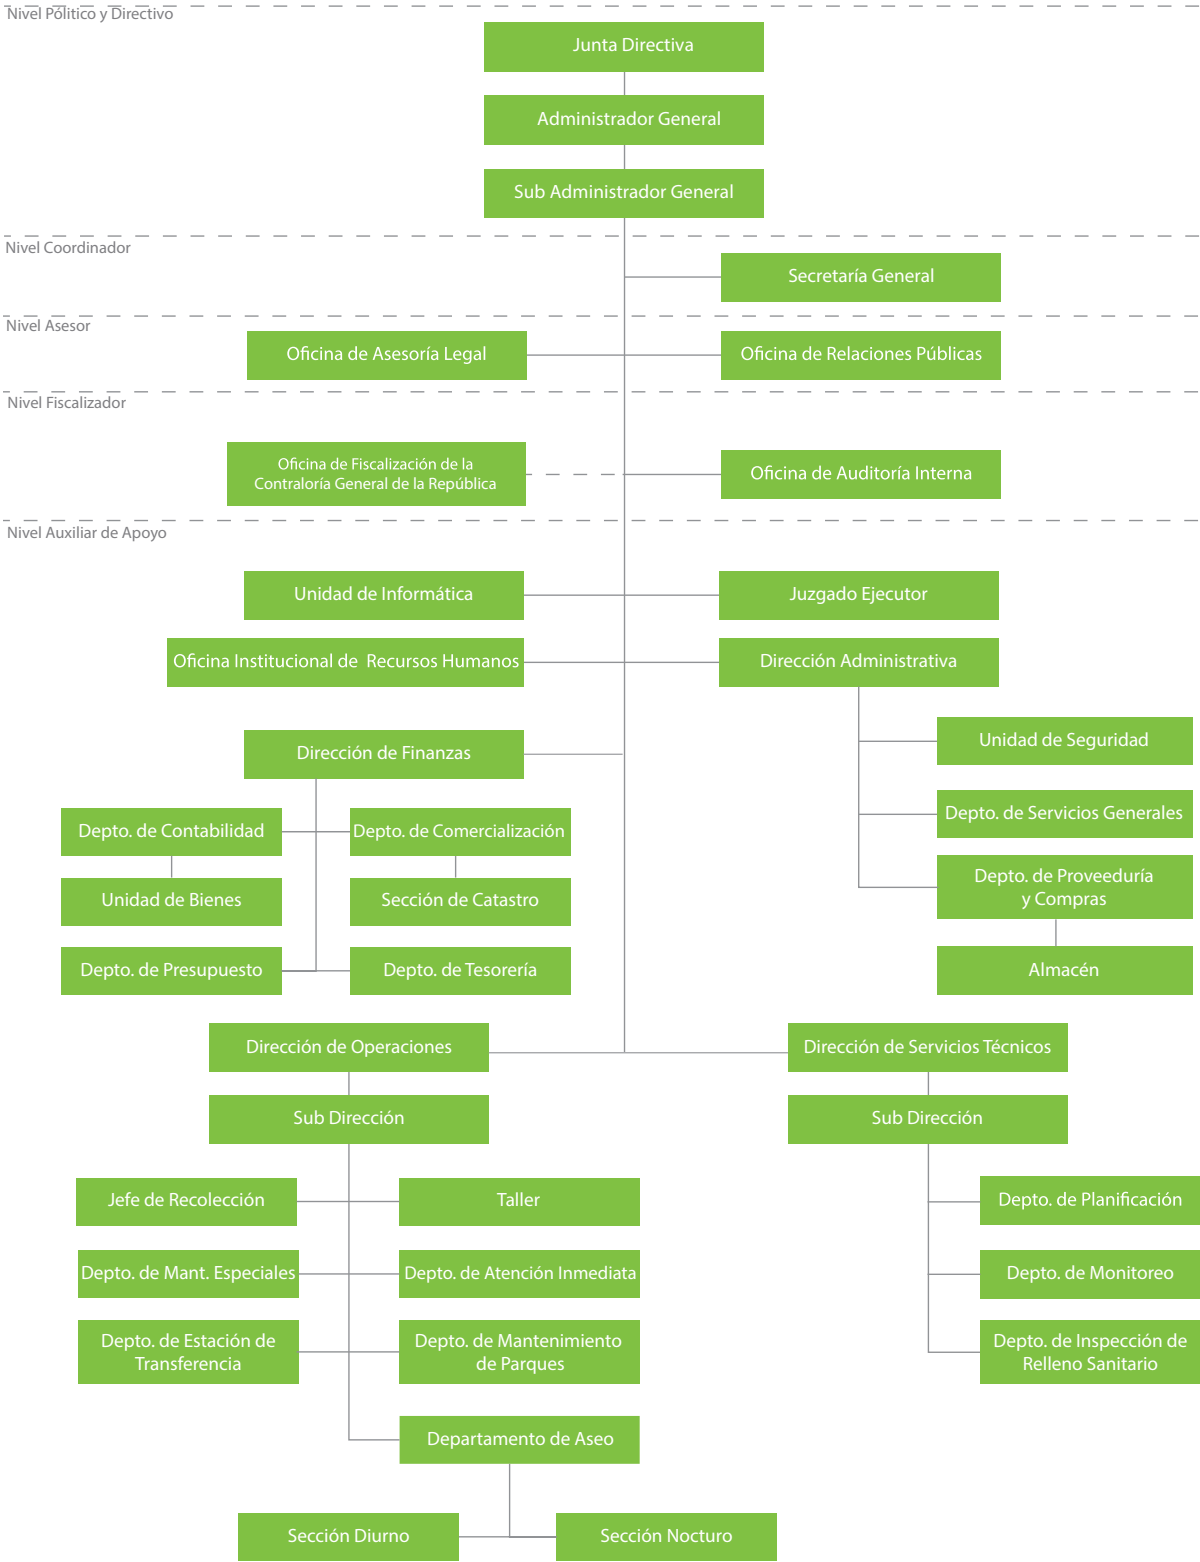 Nivel Pólitico y Directivo
Junta Directiva
Administrador General
Sub Administrador General
Nivel Coordinador
Secretaría General
Nivel Asesor
Oficina de Asesoría Legal
Oficina de Relaciones Públicas
Nivel Fiscalizador
Oficina de Fiscalización de la
Contraloría General de la República
Oficina de Auditoría Interna
Nivel Auxiliar de Apoyo
Unidad de Informática
Juzgado Ejecutor
Oficina Institucional de Recursos Humanos
Dirección Administrativa
Unidad de Seguridad
Dirección de Finanzas
Depto. de Servicios Generales
Depto. de Contabilidad
Depto. de Comercialización
Depto. de Proveeduría
y Compras
Unidad de Bienes
Sección de Catastro
Depto. de Presupuesto
Depto. de Tesorería
Almacén
Dirección de Operaciones
Dirección de Servicios Técnicos
Sub Dirección
Sub Dirección
Jefe de Recolección
Taller
Depto. de Planificación
Depto. de Mant. Especiales
Depto. de Atención Inmediata
Depto. de Monitoreo
Depto. de Estación de
Transferencia
Depto. de Mantenimiento
de Parques
Depto. de Inspección de
Relleno Sanitario
Departamento de Aseo
Sección Diurno
Sección Nocturo